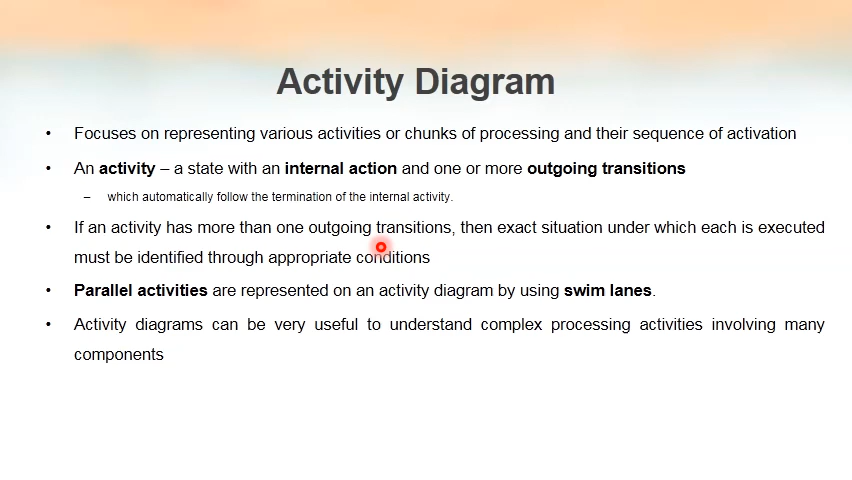 Activity Diagram
• Focuses on representing various activities or chunks of processing and their sequence of activation
• An activity – a state with an internal action and one or more outgoing transitions
– which automatically follow the termination of the internal activity.
• If an activity has more than one outgoing transitions, then exact situation under which each is executed
must be identified through appropriate conditions
• Parallel activities are represented on an activity diagram by using swim lanes.
• Activity diagrams can be very useful to understand complex processing activities involving many
components